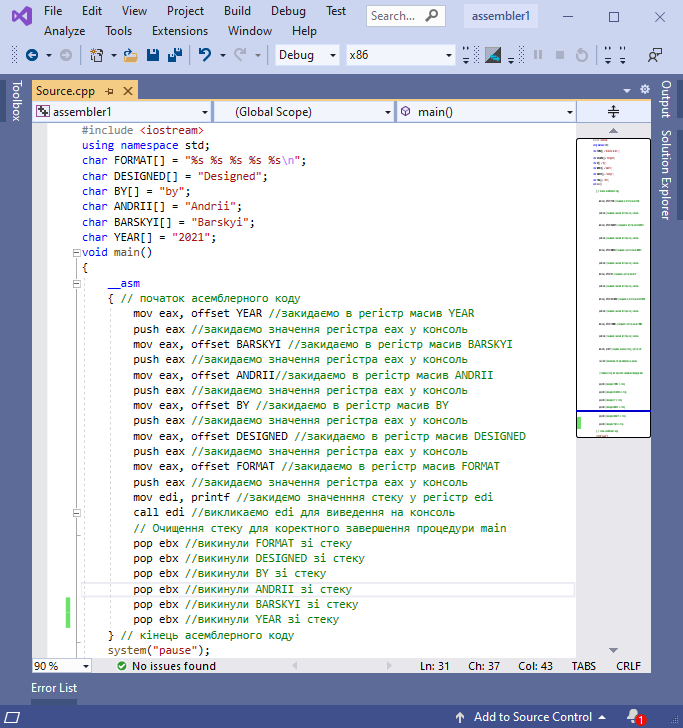 File Edit View Project Build Debug Test Search... assembler1
Analyze Tools Extensions Window Help
Debug x86
Toolbox
Source.cpp
assembler1 (Global Scope) main()
#include <iostream>
using namespace std;
char FORMAT[] = "%s %s %s %s %s\n";
char DESIGNED[] = "Designed";
char BY[] = "by";
char ANDRII[] = "Andrii";
char BARSKYI[] = "Barskyi";
char YEAR[] = "2021";
void main()
{
__asm
{ // початок асемблерного коду
mov eax, offset YEAR //закидаємо в регістр масив YEAR
push eax //закидаємо значення регістра eax у консоль
mov eax, offset BARSKYI //закидаємо в регістр масив BARSKYI
push eax //закидаємо значення регістра eax у консоль
mov eax, offset ANDRII//закидаємо в регістр масив ANDRII
push eax //закидаємо значення регістра eax у консоль
mov eax, offset BY //закидаємо в регістр масив BY
push eax //закидаємо значення регістра eax у консоль
mov eax, offset DESIGNED //закидаємо в регістр масив DESIGNED
push eax //закидаємо значення регістра eax у консоль
mov eax, offset FORMAT //закидаємо в регістр масив FORMAT
push eax //закидаємо значення регістра eax у консоль
mov edi, printf //закидємо значенння стеку у регістр edi
call edi //викликаємо edi для виведення на консоль
// Очищення стеку для коректного завершення процедури main
pop ebx //викинули FORMAT зі стеку
pop ebx //викинули DESIGNED зі стеку
pop ebx //викинули BY зі стеку
pop ebx //викинули ANDRII зі стеку
pop ebx //викинули BARSKYI зі стеку
pop ebx //викинули YEAR зі стеку
} // кінець асемблерного коду
system("pause");
Output
Solution Explorer
90 % No issues found Ln: 31 Ch: 37 Col: 43 TABS CRLF
Error List
Add to Source Control 1